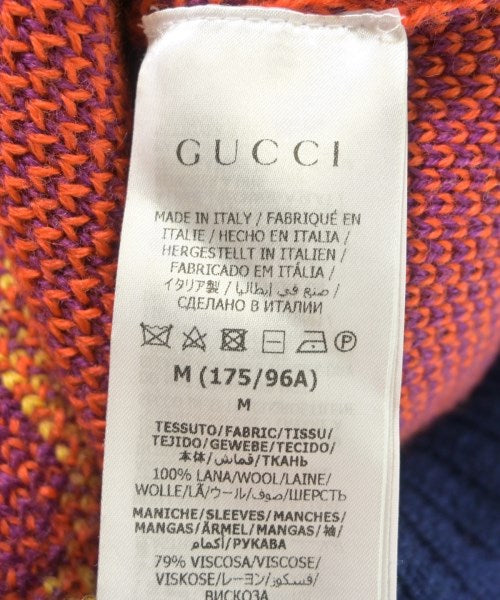 GUCCI
MADE IN ITALY / FABRIQUÉ EN
ITALIE / HECHO EN ITALIA /
HERGESTELLT IN ITALIEN /
FABRICADO EM ITÁLIA /
イタリア製 / صنع في إيطاليا /
СДЕЛАНО В ИТАЛИИ
P
M (175/96A)
M
TESSUTO/FABRIC/TISSU/
TEJIDO/GEWEBE/TECIDO/
本体/قماش/ТКАНЬ
100% LANA/WOOL/LAINE/
WOLLE/LÃ/ウール/صوف/ШЕРСТЬ
MANICHE/SLEEVES/MANCHES/
MANGAS/ÄRMEL/MANGAS/袖/
أكمام/РУКАВА
79% VISCOSA/VISCOSE/
VISKOSE/レーヨン/فسكوز/
ВИСКОЗА